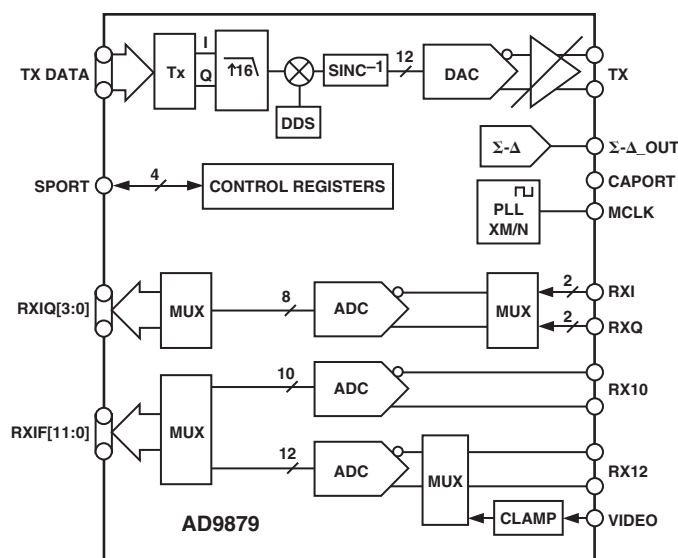 TX DATA
Tx
I
Q
↑16
DDS
SINC⁻¹
12
DAC
TX
Σ-Δ
Σ-Δ_OUT
CAPORT
SPORT
4
CONTROL REGISTERS
PLL
XM/N
MCLK
RXIQ[3:0]
MUX
8
ADC
MUX
2
RXI
2
RXQ
RXIF[11:0]
MUX
10
ADC
RX10
12
ADC
MUX
RX12
CLAMP
VIDEO
AD9879